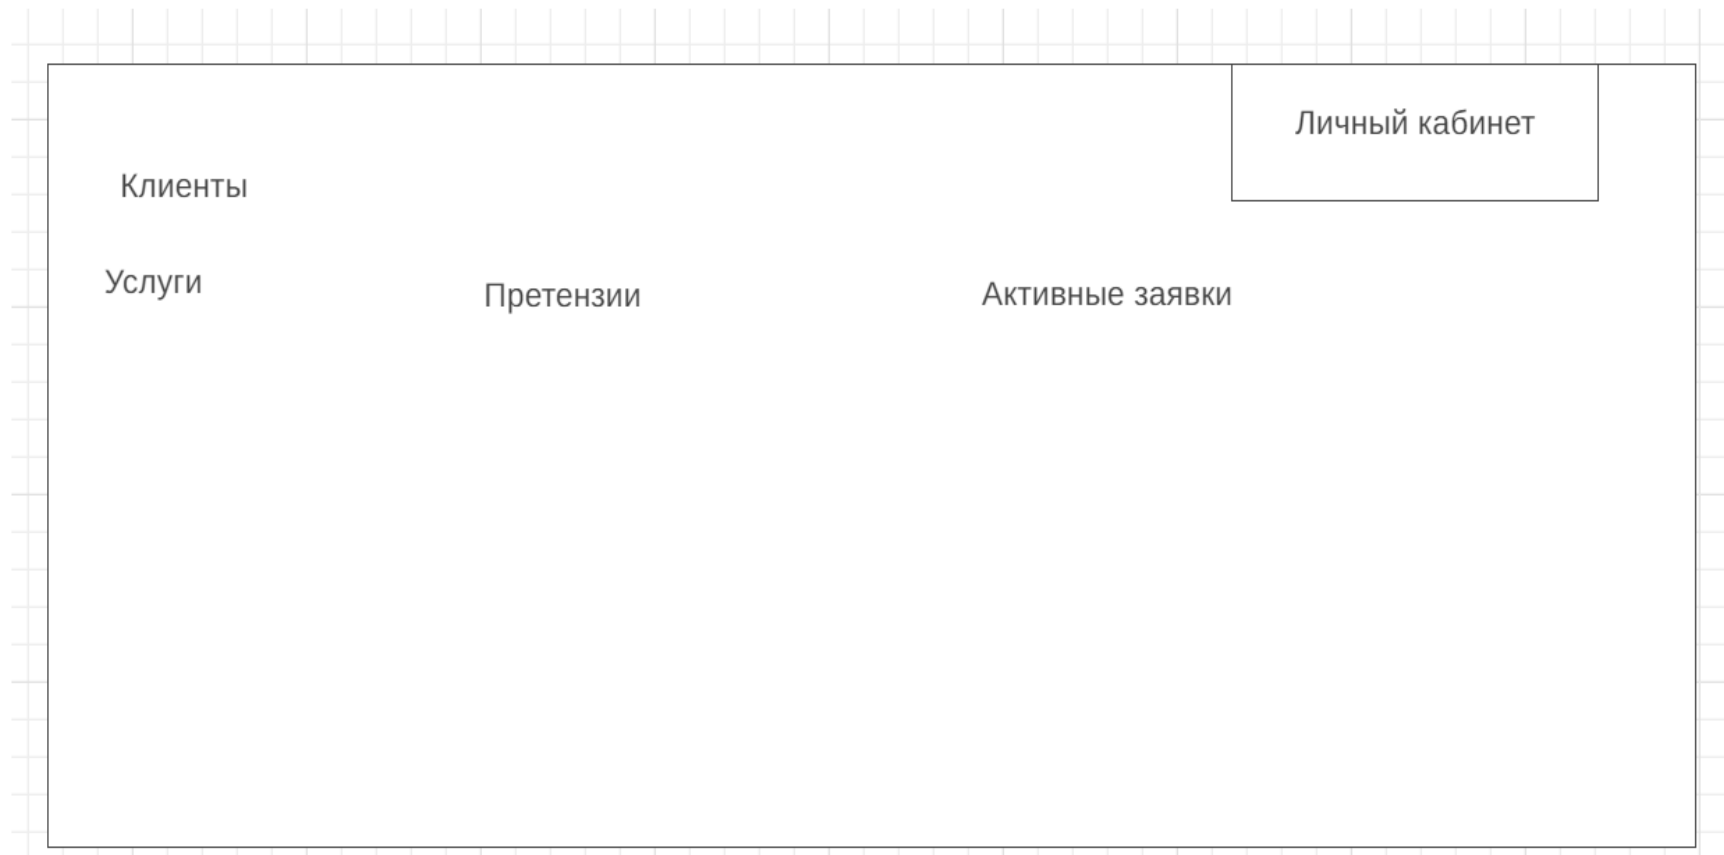 Личный кабинет
Клиенты
Услуги
Претензии
Активные заявки